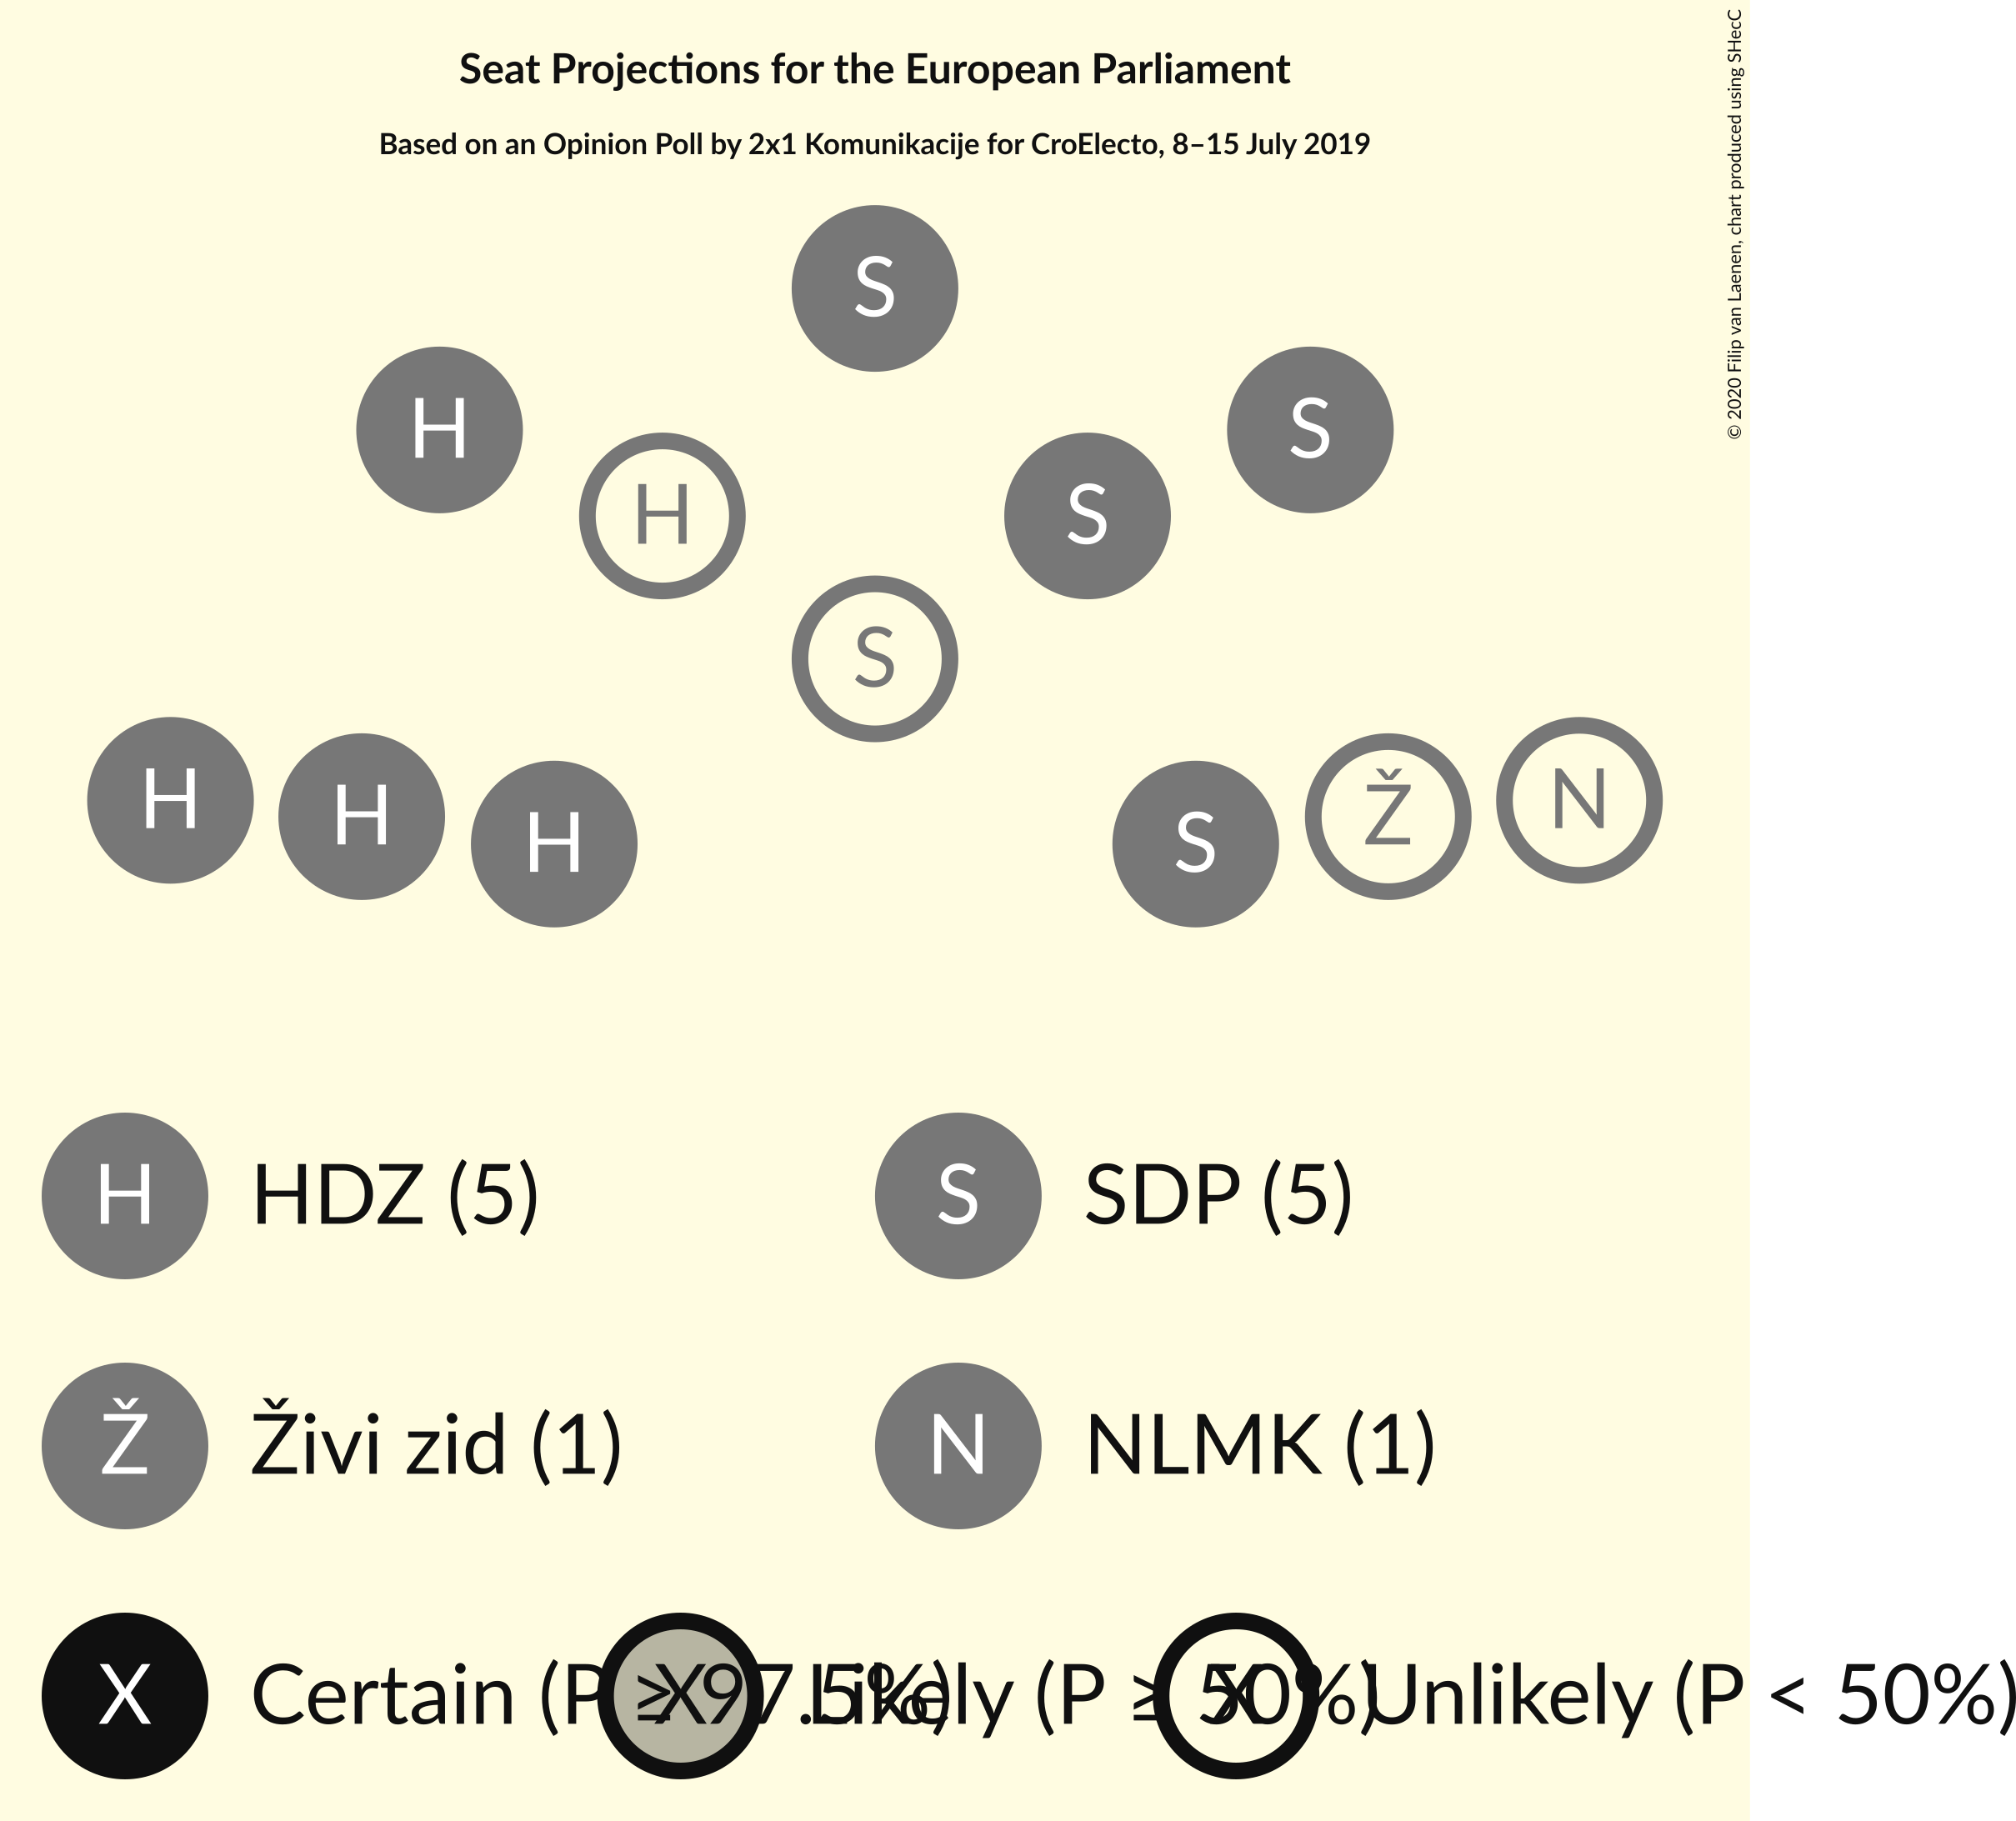 Seat Projections for the European Parliament
Based on an Opinion Poll by 2x1 Komunikacije for CroElecto, 8–15 July 2019
© 2020 Filip van Laenen, chart produced using SHecC
S
H
S
H
S
S
H
H
H
S
Ž
N
H HDZ (5)
S SDP (5)
Ž Živi zid (1)
N NLMK (1)
X Certain (P ≥ 97.5%) X Likely (P ≥ 50%) X Unlikely (P < 50%)